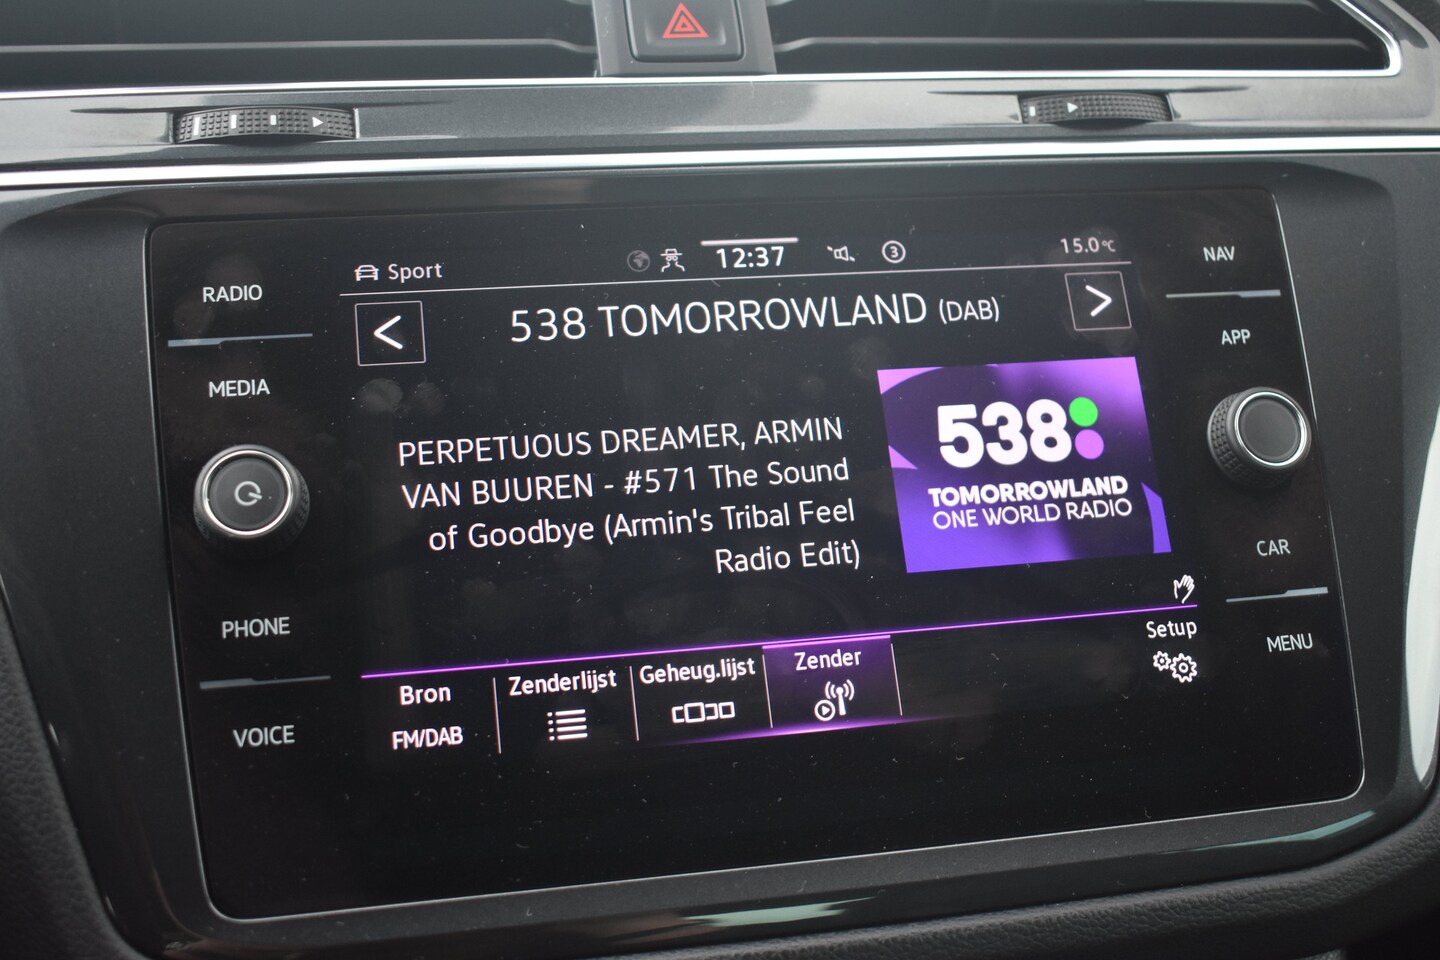 RADIO
MEDIA
PHONE
VOICE
Sport
12:37
3
15.0°C
<
538 TOMORROWLAND (DAB)
>
PERPETUOUS DREAMER, ARMIN
VAN BUUREN - #571 The Sound
of Goodbye (Armin's Tribal Feel
Radio Edit)
538
TOMORROWLAND
ONE WORLD RADIO
Bron
FM/DAB
Zenderlijst
Geheug.lijst
Zender
Setup
NAV
APP
CAR
MENU